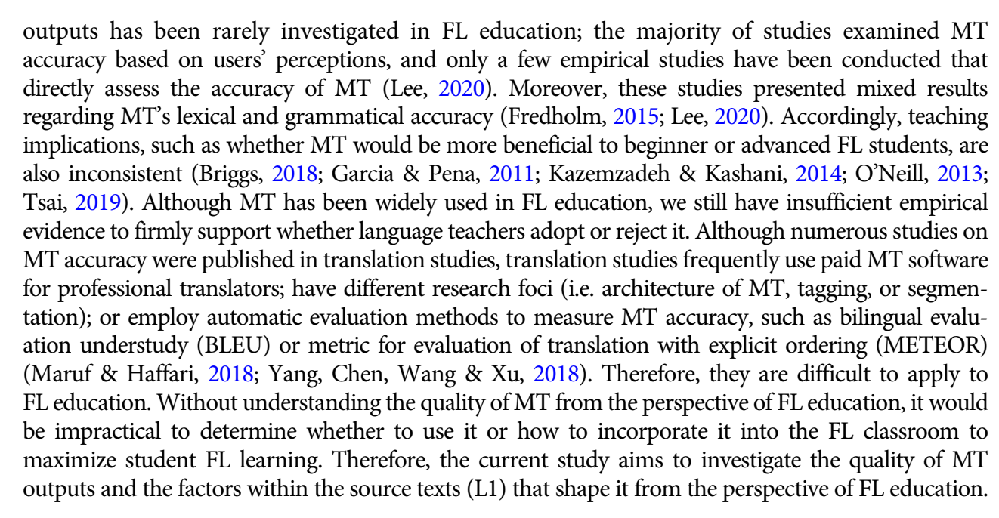 outputs has been rarely investigated in FL education; the majority of studies examined MT
accuracy based on users’ perceptions, and only a few empirical studies have been conducted that
directly assess the accuracy of MT (Lee, 2020). Moreover, these studies presented mixed results
regarding MT’s lexical and grammatical accuracy (Fredholm, 2015; Lee, 2020). Accordingly, teaching
implications, such as whether MT would be more beneficial to beginner or advanced FL students, are
also inconsistent (Briggs, 2018; Garcia & Pena, 2011; Kazemzadeh & Kashani, 2014; O’Neill, 2013;
Tsai, 2019). Although MT has been widely used in FL education, we still have insufficient empirical
evidence to firmly support whether language teachers adopt or reject it. Although numerous studies on
MT accuracy were published in translation studies, translation studies frequently use paid MT software
for professional translators; have different research foci (i.e. architecture of MT, tagging, or segmen-
tation); or employ automatic evaluation methods to measure MT accuracy, such as bilingual evalu-
ation understudy (BLEU) or metric for evaluation of translation with explicit ordering (METEOR)
(Maruf & Haffari, 2018; Yang, Chen, Wang & Xu, 2018). Therefore, they are difficult to apply to
FL education. Without understanding the quality of MT from the perspective of FL education, it would
be impractical to determine whether to use it or how to incorporate it into the FL classroom to
maximize student FL learning. Therefore, the current study aims to investigate the quality of MT
outputs and the factors within the source texts (L1) that shape it from the perspective of FL education.